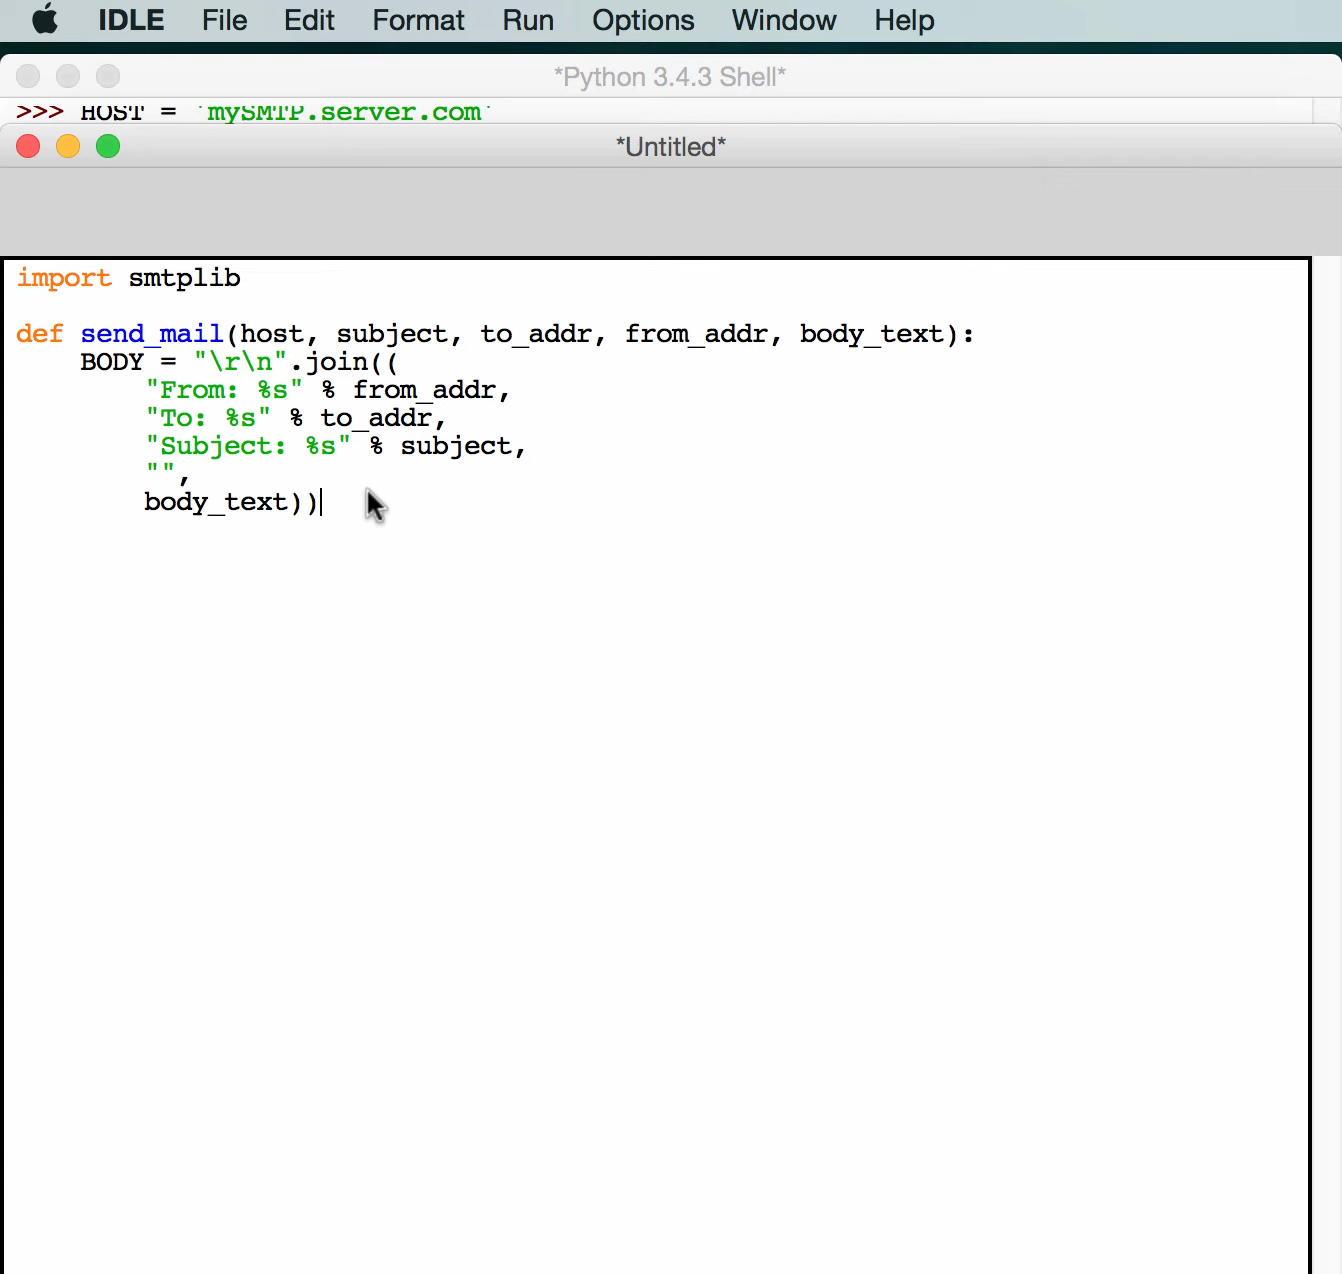 IDLE File Edit Format Run Options Window Help
*Python 3.4.3 Shell*
>>> HOST = 'mySMTP.server.com'
*Untitled*
import smtplib
def send_mail(host, subject, to_addr, from_addr, body_text):
    BODY = "\r\n".join((
        "From: %s" % from_addr,
        "To: %s" % to_addr,
        "Subject: %s" % subject,
        "",
        body_text))